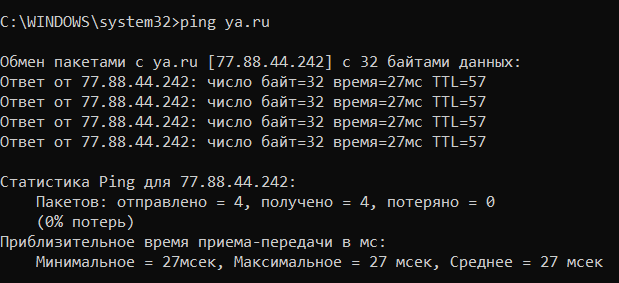 C:\WINDOWS\system32>ping ya.ru
Обмен пакетами с ya.ru [77.88.44.242] с 32 байтами данных:
Ответ от 77.88.44.242: число байт=32 время=27мс TTL=57
Ответ от 77.88.44.242: число байт=32 время=27мс TTL=57
Ответ от 77.88.44.242: число байт=32 время=27мс TTL=57
Ответ от 77.88.44.242: число байт=32 время=27мс TTL=57
Статистика Ping для 77.88.44.242:
Пакетов: отправлено = 4, получено = 4, потеряно = 0
(0% потерь)
Приблизительное время приема-передачи в мс:
Минимальное = 27мсек, Максимальное = 27 мсек, Среднее = 27 мсек